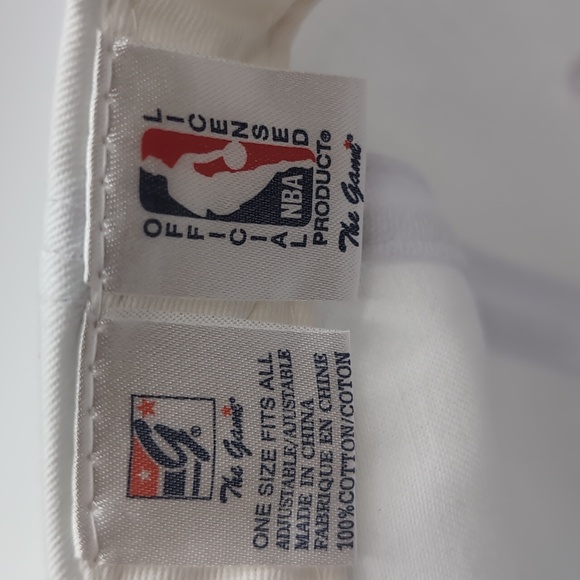 OFFICIAL
LICENSED
NBA
PRODUCT®
The Game®
G®
The Game®
ONE SIZE FITS ALL
ADJUSTABLE/AJUSTABLE
MADE IN CHINA
FABRIQUE EN CHINE
100%COTTON/COTON